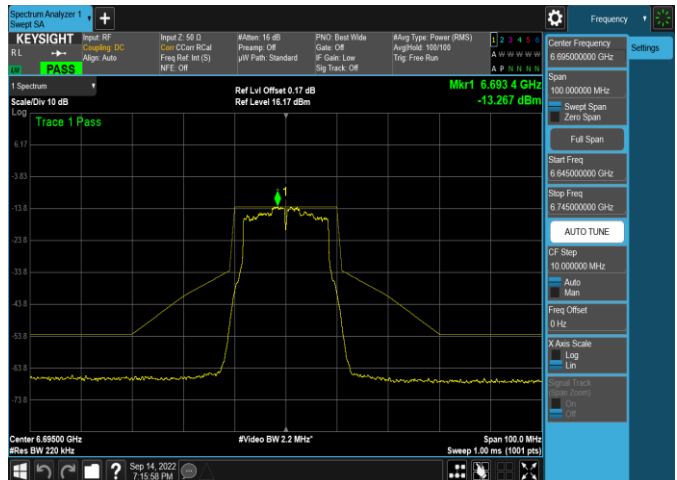 Spectrum Analyzer 1
Swept SA
Frequency
KEYSIGHT
RL
PASS
Input: RF
Coupling: DC
Align: Auto
Input Z: 50 Ω
Corr CCorr RCal
Freq Ref: Int (S)
NFE: Off
#Atten: 16 dB
Preamp: Off
µW Path: Standard
PNO: Best Wide
Gate: Off
IF Gain: Low
Sig Track: Off
#Avg Type: Power (RMS)
Avg|Hold: 100/100
Trig: Free Run
1 2 3 4 5 6
A W W W W W
A P N N N N
1 Spectrum
Scale/Div 10 dB
Log
Ref Lvl Offset 0.17 dB
Ref Level 16.17 dBm
Mkr1 6.693 4 GHz
-13.267 dBm
Trace 1 Pass
6.17
-3.83
-13.8
-23.8
-33.8
-43.8
-53.8
-63.8
-73.8
1
Center 6.69500 GHz
#Res BW 220 kHz
#Video BW 2.2 MHz*
Span 100.0 MHz
Sweep 1.00 ms (1001 pts)
Sep 14, 2022
7:15:58 PM
Center Frequency
6.695000000 GHz
Settings
Span
100.000000 MHz
Swept Span
Zero Span
Full Span
Start Freq
6.645000000 GHz
Stop Freq
6.745000000 GHz
AUTO TUNE
CF Step
10.000000 MHz
Auto
Man
Freq Offset
0 Hz
X Axis Scale
Log
Lin
Signal Track
(Span Zoom)
On
Off